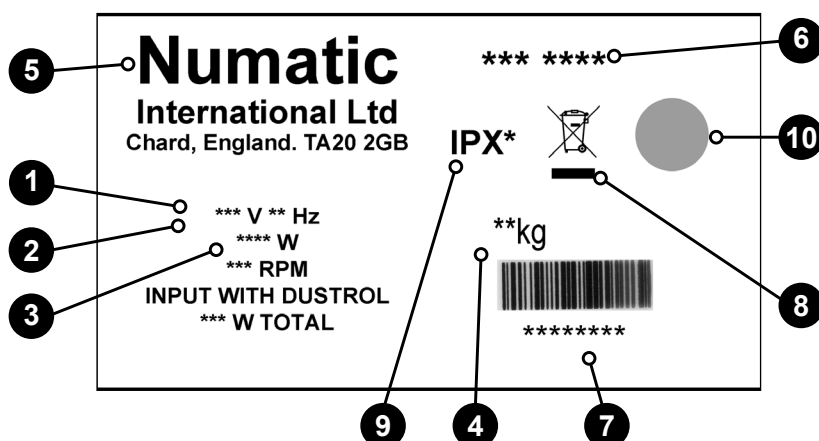 5
Numatic
International Ltd
Chard, England. TA20 2GB
*** ****
6
IPX*
10
1
*** V ** Hz
2
**** W
3
*** RPM
INPUT WITH DUSTROL
*** W TOTAL
**kg
8
********
9
4
7